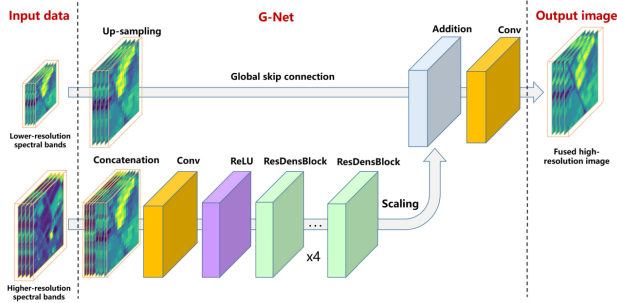 Input data
G-Net
Output image
Up-sampling
Addition
Conv
Global skip connection
Lower-resolution
spectral bands
Fused high-
resolution image
Concatenation
Conv
ReLU
ResDensBlock
ResDensBlock
Scaling
...
x4
Higher-resolution
spectral bands